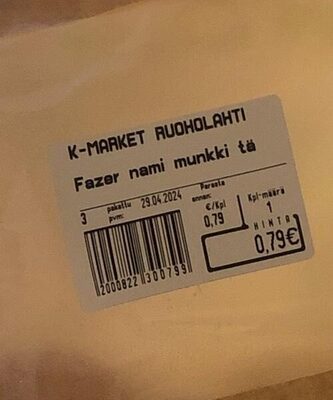 K-MARKET RUOHOLAHTI
Fazer nami munkki tä
3 pakattu pvm: 29.04.2024 Parasta ennen:
€/Kpl 0,79
Kpl-määrä 1
HINTA
0,79€
2000822 300799